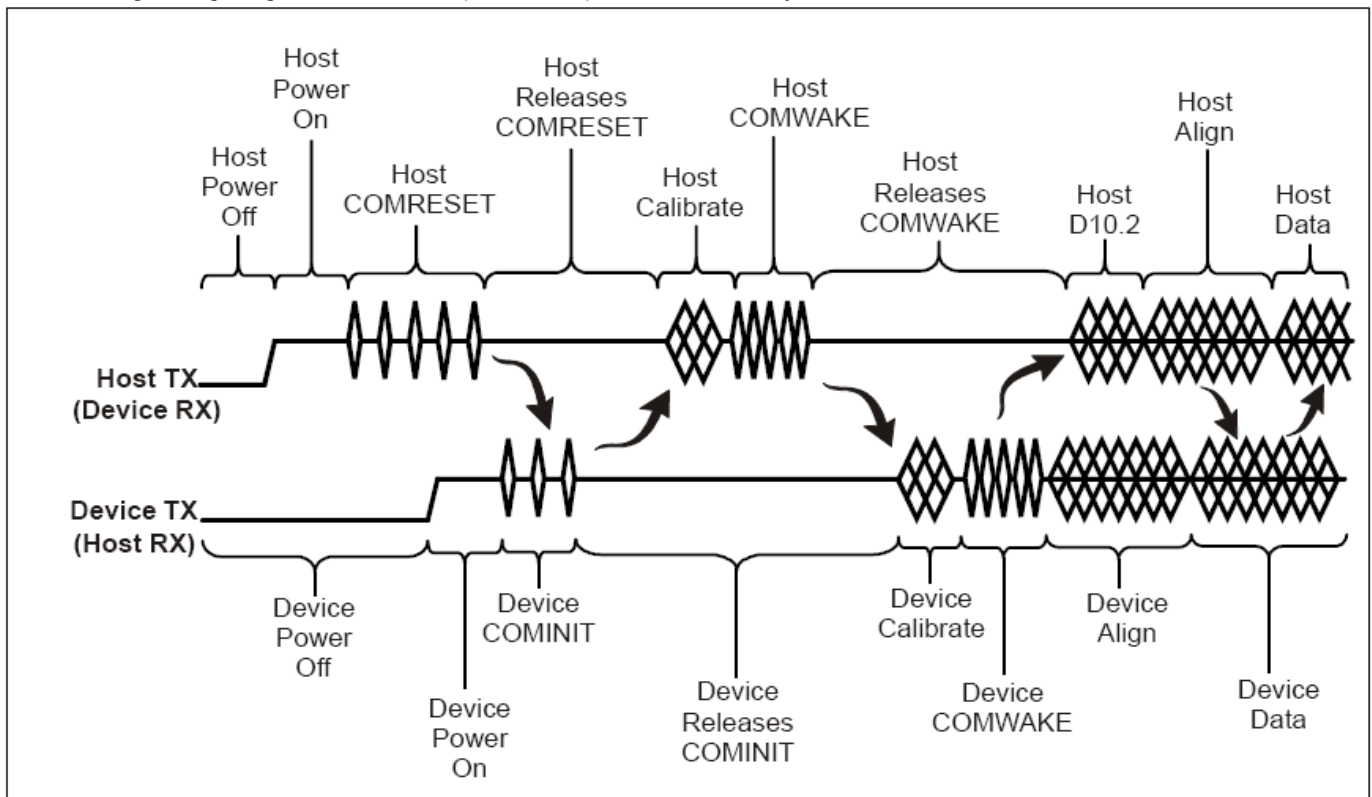 Host
Power
Off
Host
Power
On
Host
COMRESET
Host
Releases
COMRESET
Host
Calibrate
Host
COMWAKE
Host
Releases
COMWAKE
Host
D10.2
Host
Align
Host
Data
Host TX
(Device RX)
Device TX
(Host RX)
Device
Power
Off
Device
Power
On
Device
COMINIT
Device
Releases
COMINIT
Device
Calibrate
Device
COMWAKE
Device
Align
Device
Data